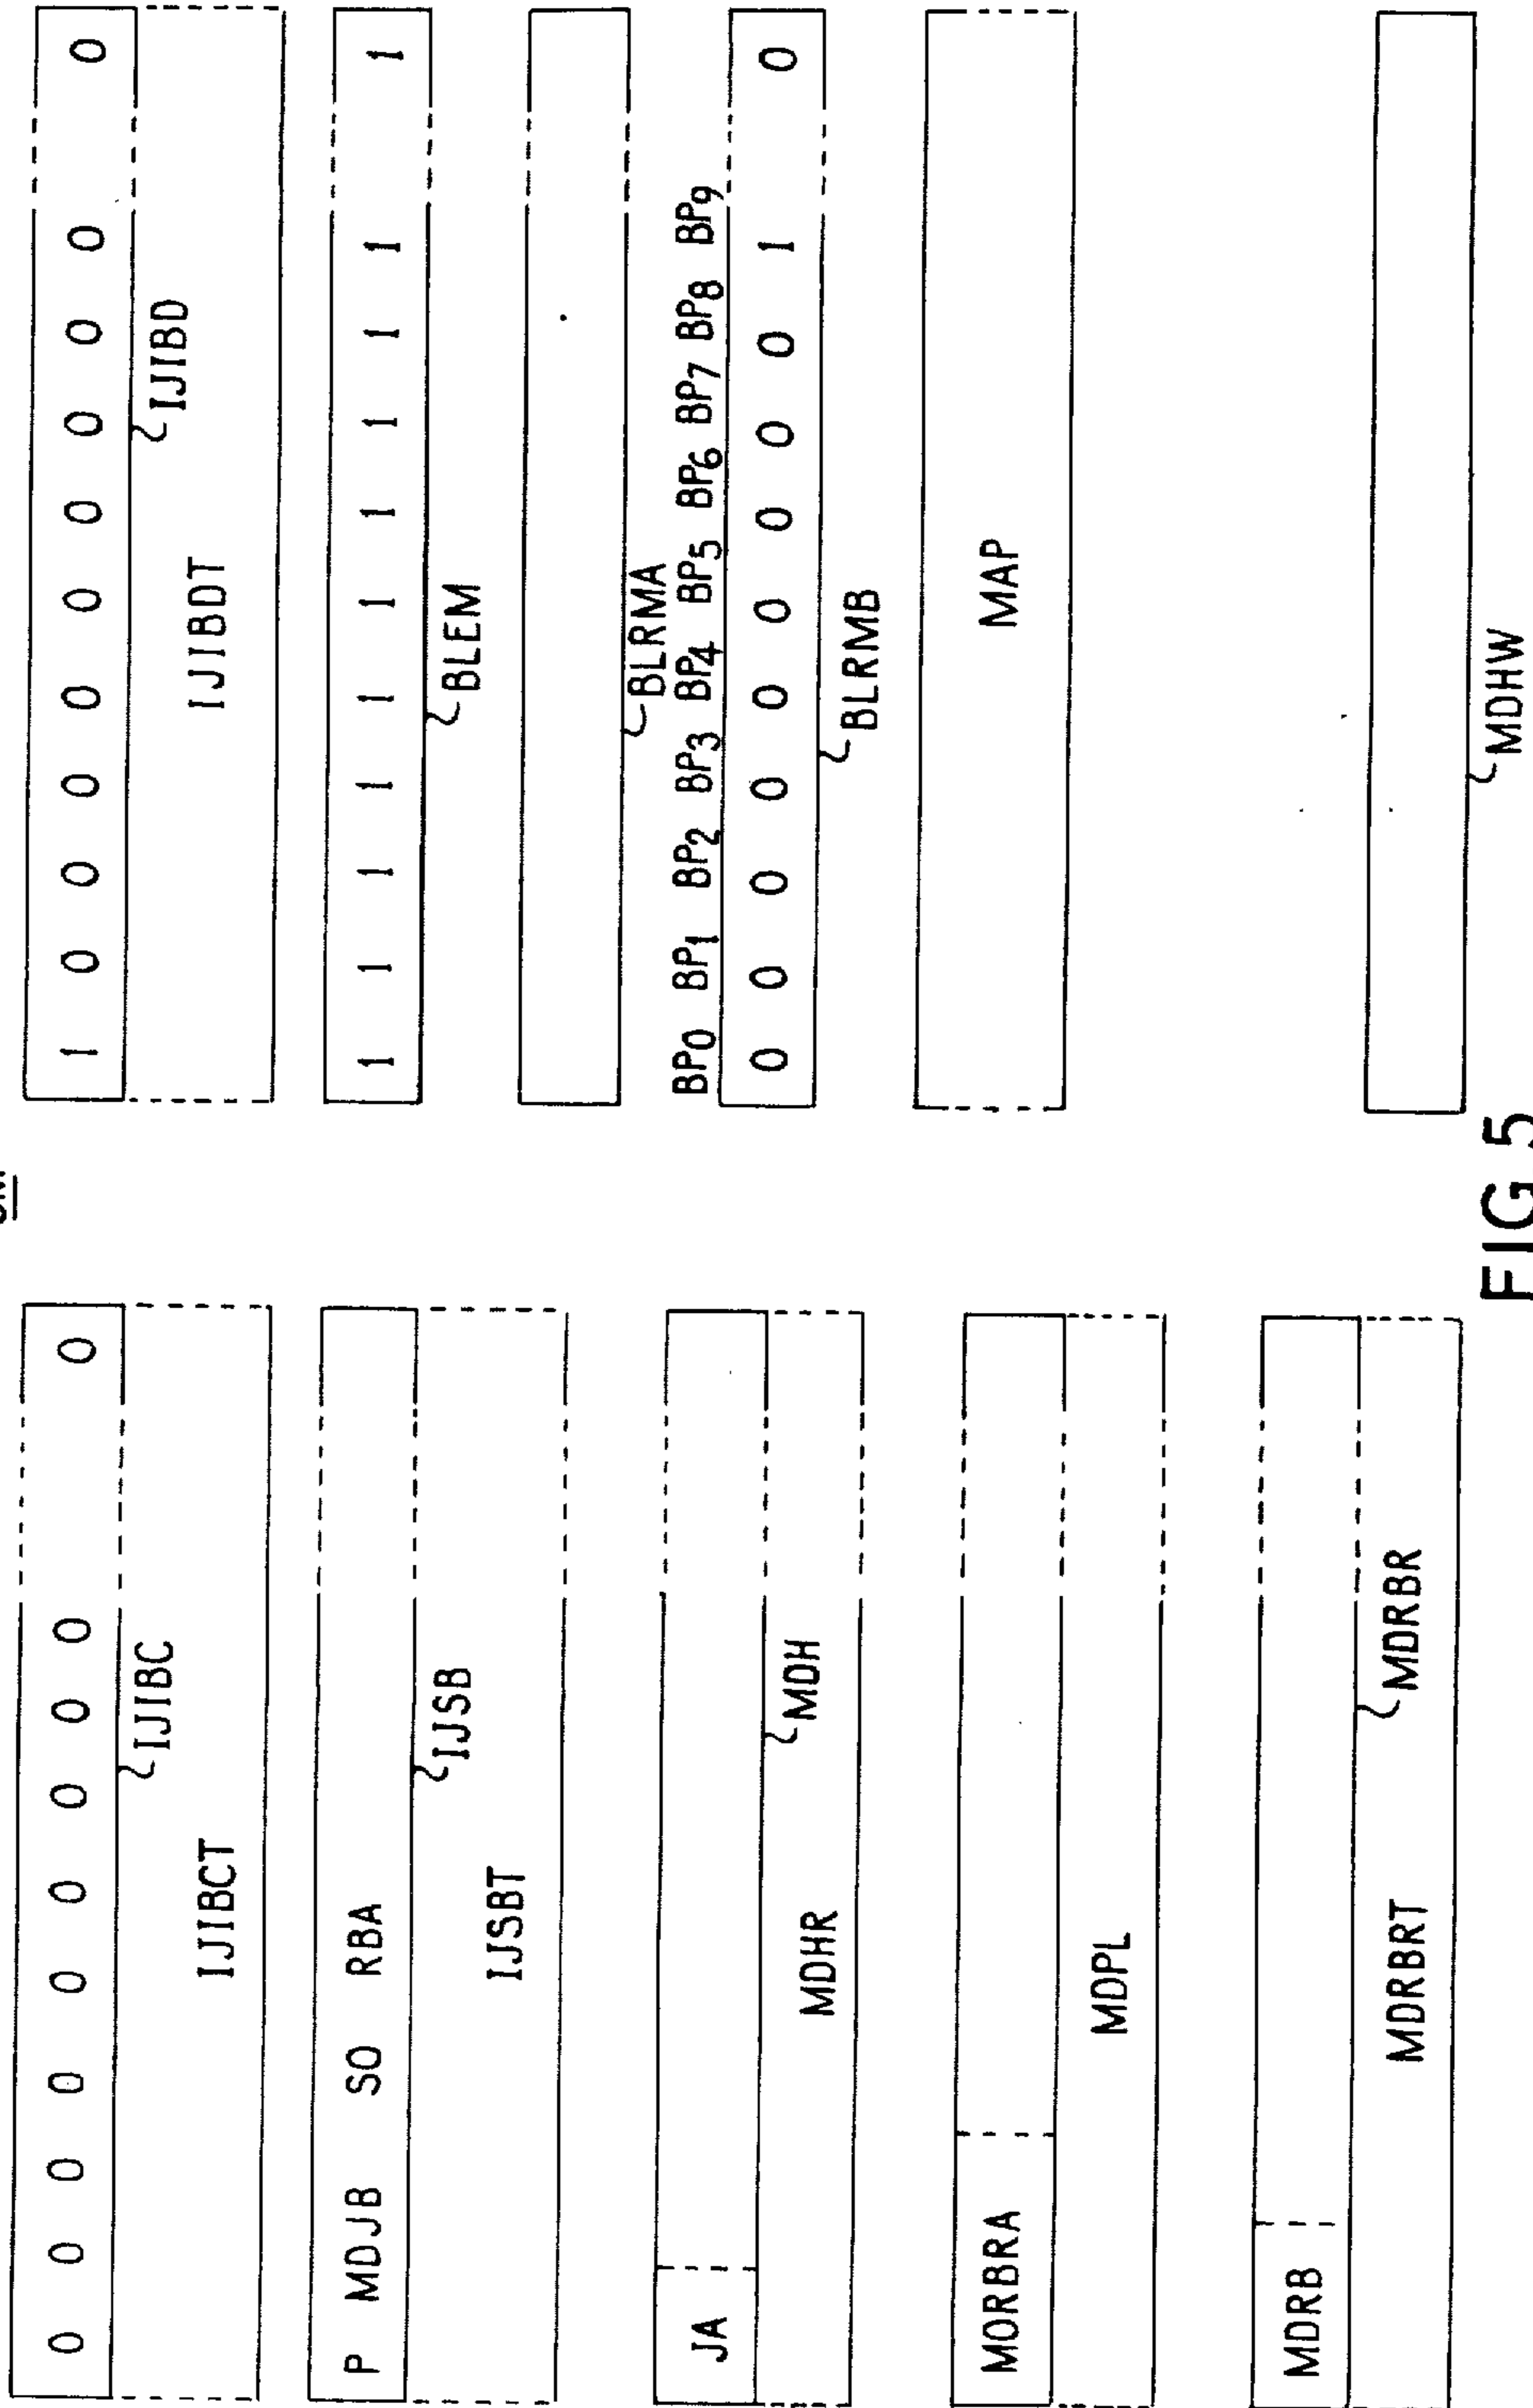 0 0 0 0 0 0 0 0 0 0
IJIBC
IJIBCT
P MDJB SO RBA
IJSB
IJSBT
JA
MDH
MDHR
MORBRA
MDPL
MDRB
MDRBR
MDRBRT
1 0 0 0 0 0 0 0 0 0 0
IJIBD
IJIBDT
1 1 1 1 1 1 1 1 1 1 1
BLEM
BLRMA
BP0 BP1 BP2 BP3 BP4 BP5 BP6 BP7 BP8 BP9
0 0 0 0 0 0 0 0 0 1 0
BLRMB
MAP
MDHW
FIG 5